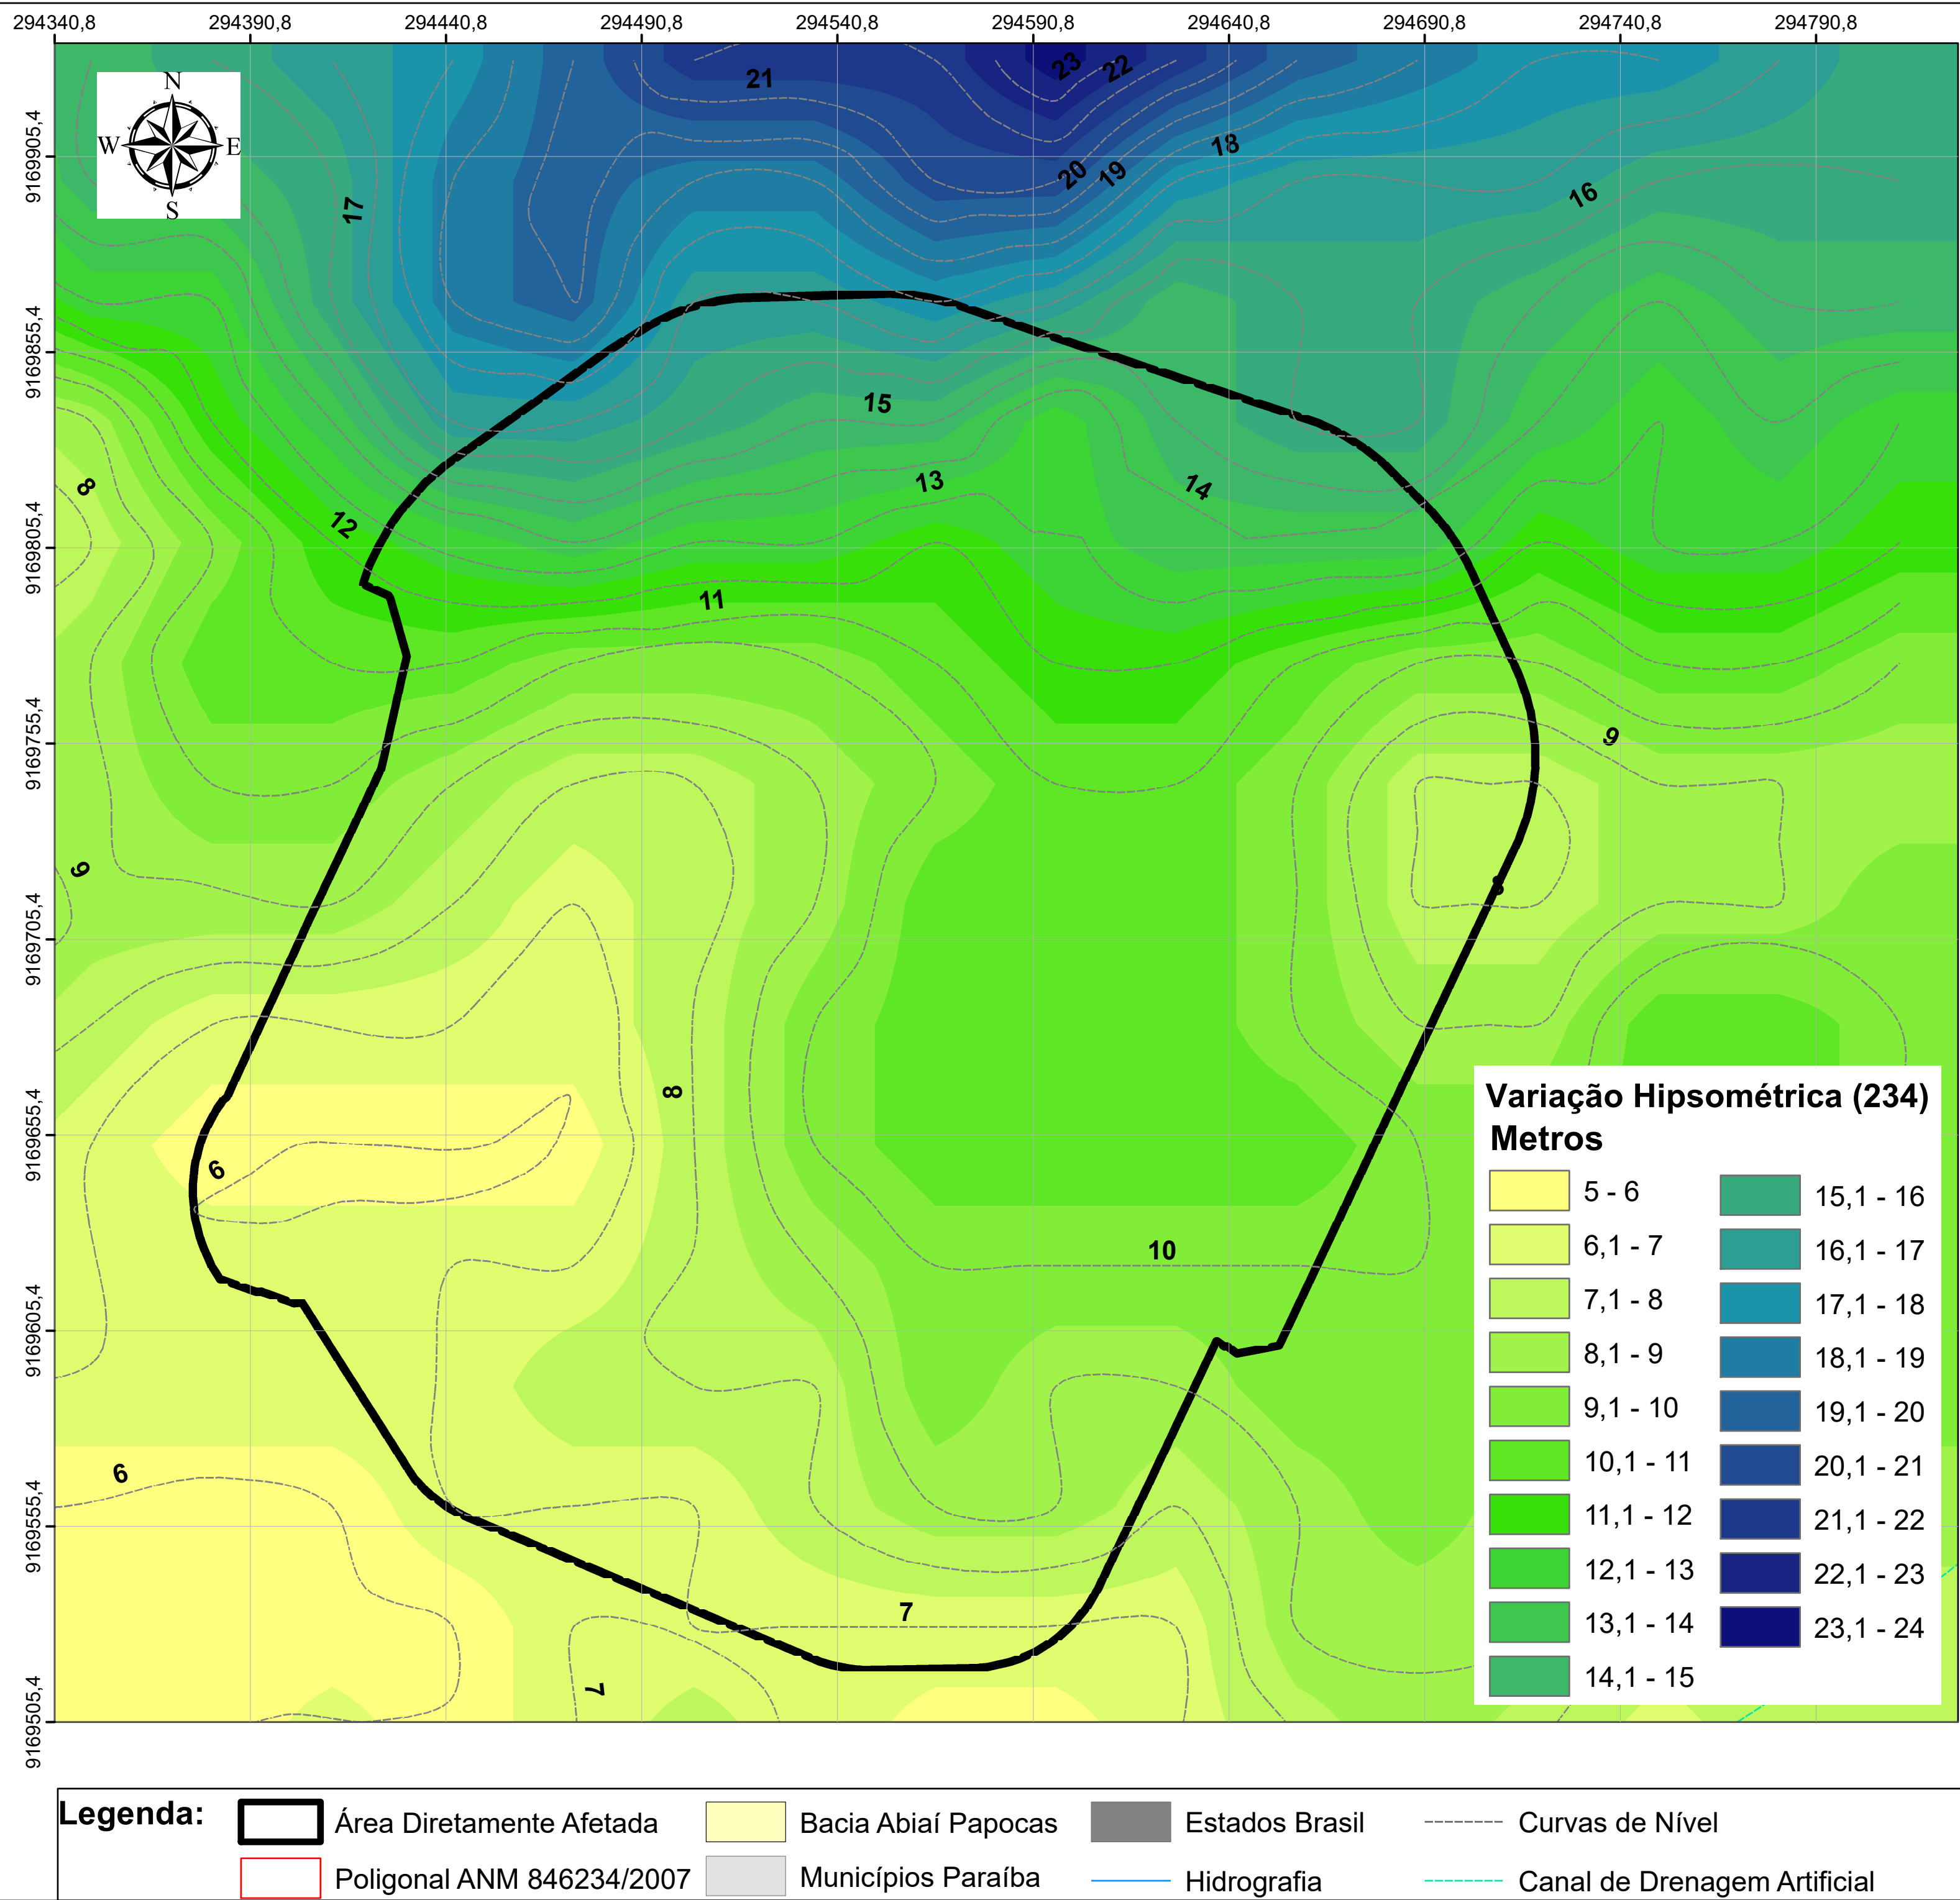 294340,8 294390,8 294440,8 294490,8 294540,8 294590,8 294640,8 294690,8 294740,8 294790,8
9169905,4
9169855,4
9169805,4
9169755,4
9169705,4
9169655,4
9169605,4
9169555,4
9169505,4
N
W E
S
21
23
22
20
19
18
17
16
15
14
13
12
11
8
9
9
8
8
6
10
6
7
7
Variação Hipsométrica (234)
Metros
5 - 6
6,1 - 7
7,1 - 8
8,1 - 9
9,1 - 10
10,1 - 11
11,1 - 12
12,1 - 13
13,1 - 14
14,1 - 15
15,1 - 16
16,1 - 17
17,1 - 18
18,1 - 19
19,1 - 20
20,1 - 21
21,1 - 22
22,1 - 23
23,1 - 24
Legenda:
Área Diretamente Afetada
Bacia Abiaí Papocas
Estados Brasil
Curvas de Nível
Poligonal ANM 846234/2007
Municípios Paraíba
Hidrografia
Canal de Drenagem Artificial